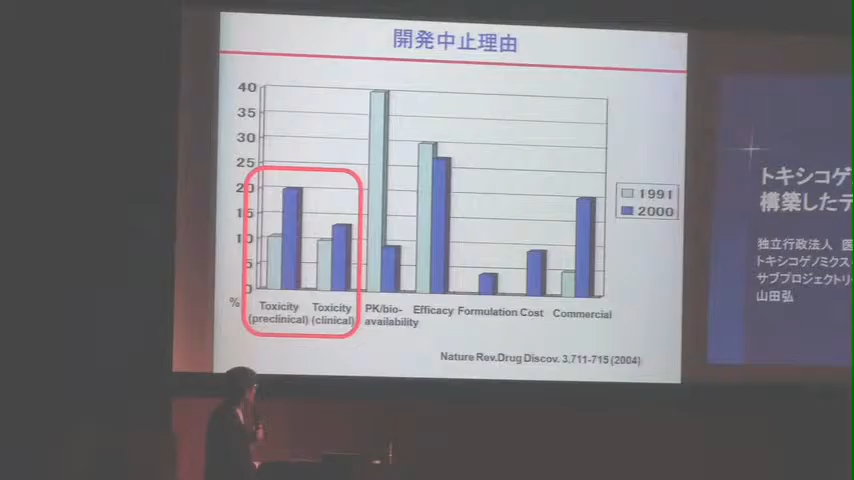 開発中止理由
40
35
30
25
20
15
10
5
0
%
1991
2000
Toxicity
(preclinical)
Toxicity
(clinical)
PK/bio-
availability
Efficacy
Formulation
Cost
Commercial
Nature Rev.Drug Discov. 3,711-715 (2004)
トキシコゲ
構築したデ
独立行政法人 医
トキシコゲノミクス
サブプロジェクトリ
山田弘